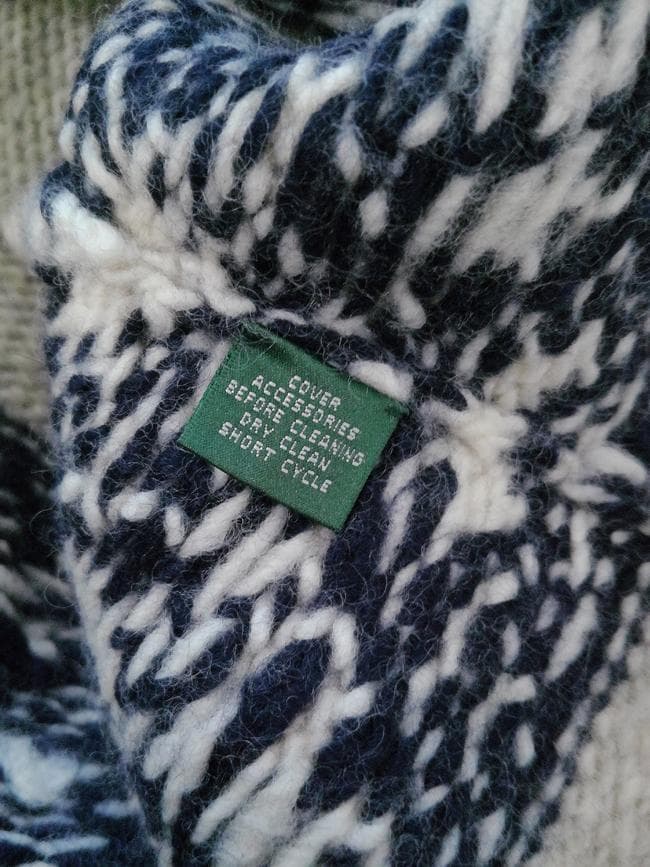 COVER
ACCESSORIES
BEFORE CLEANING
DRY CLEAN
SHORT CYCLE